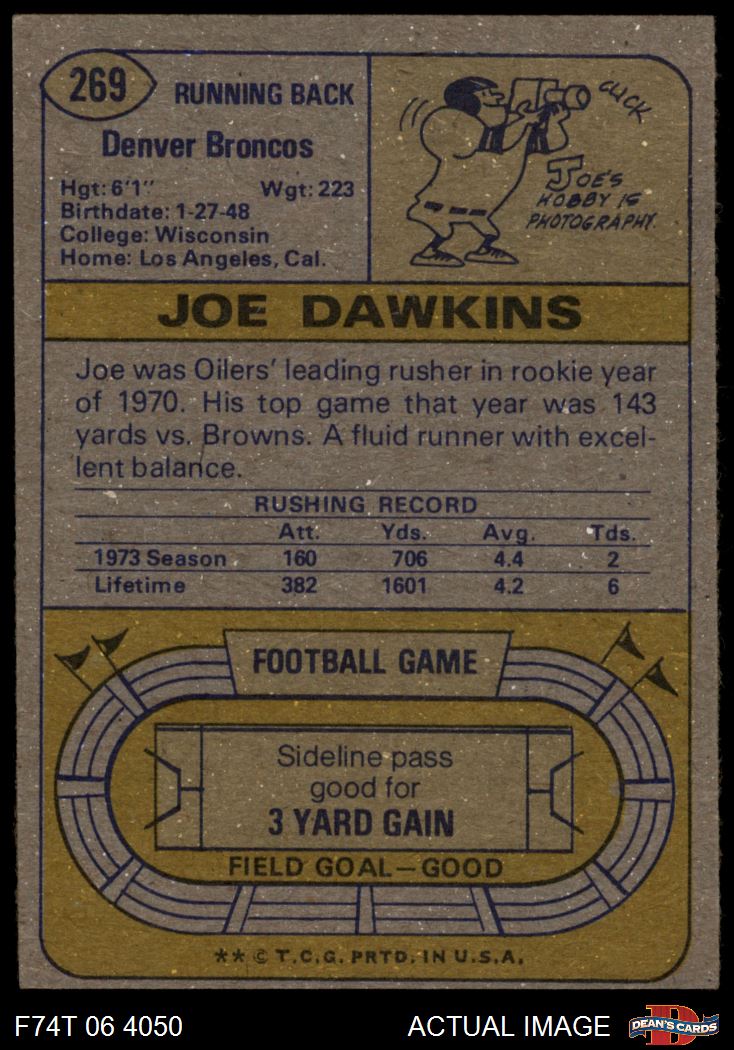 269
RUNNING BACK
Denver Broncos
Hgt: 6'1" Wgt: 223
Birthdate: 1-27-48
College: Wisconsin
Home: Los Angeles, Cal.
CLICK
JOE'S
HOBBY IS
PHOTOGRAPHY.
JOE DAWKINS
Joe was Oilers' leading rusher in rookie year
of 1970. His top game that year was 143
yards vs. Browns. A fluid runner with excel-
lent balance.
RUSHING RECORD
Att. Yds. Avg. Tds.
1973 Season 160 706 4.4 2
Lifetime 382 1601 4.2 6
FOOTBALL GAME
Sideline pass
good for
3 YARD GAIN
FIELD GOAL—GOOD
** © T.C.G. PRTD. IN U.S.A.
F74T 06 4050 ACTUAL IMAGE
DEAN'S CARDS